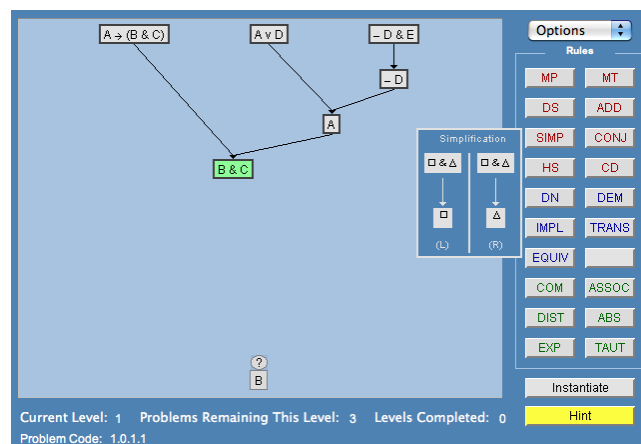 A → (B & C)
A v D
– D & E
– D
A
B & C
?
B
Simplification
□ & Δ
□ & Δ
□
Δ
(L)
(R)
Options
Rules
MP
MT
DS
ADD
SIMP
CONJ
HS
CD
DN
DEM
IMPL
TRANS
EQUIV
COM
ASSOC
DIST
ABS
EXP
TAUT
Instantiate
Hint
Current Level: 1 Problems Remaining This Level: 3 Levels Completed: 0
Problem Code: 1.0.1.1